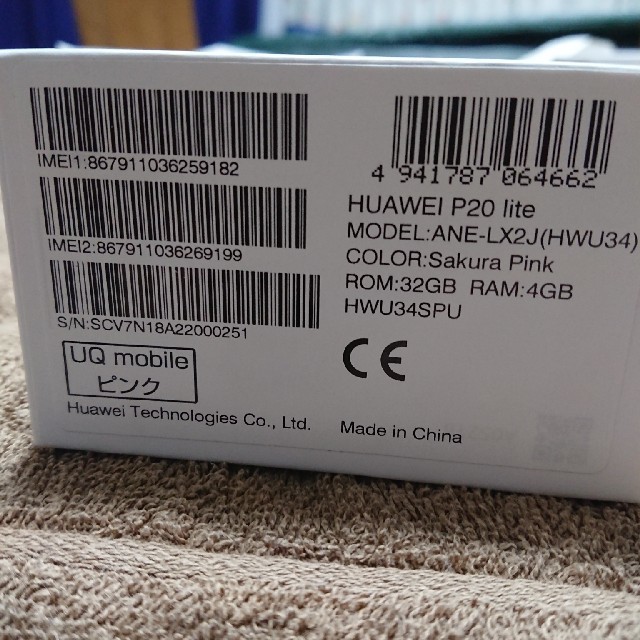 IMEI1:867911036259182
IMEI2:867911036269199
S/N:SCV7N18A22000251
UQ mobile
ピンク
Huawei Technologies Co., Ltd.
4 941787 064662
HUAWEI P20 lite
MODEL:ANE-LX2J(HWU34)
COLOR:Sakura Pink
ROM:32GB RAM:4GB
HWU34SPU
CE
Made in China